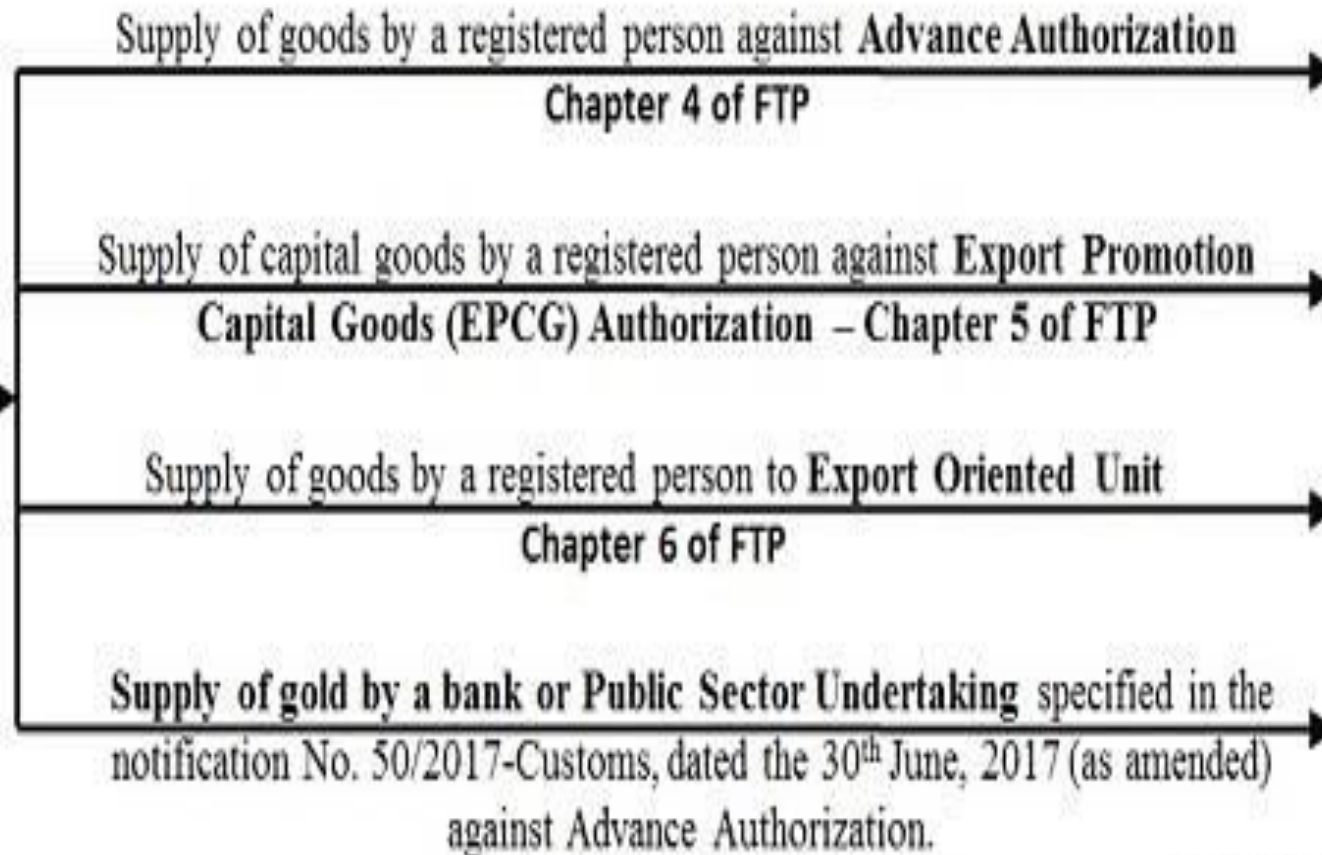 Supply of goods by a registered person against Advance Authorization
Chapter 4 of FTP
Supply of capital goods by a registered person against Export Promotion
Capital Goods (EPCG) Authorization – Chapter 5 of FTP
Supply of goods by a registered person to Export Oriented Unit
Chapter 6 of FTP
Supply of gold by a bank or Public Sector Undertaking specified in the
notification No. 50/2017-Customs, dated the 30th June, 2017 (as amended)
against Advance Authorization.